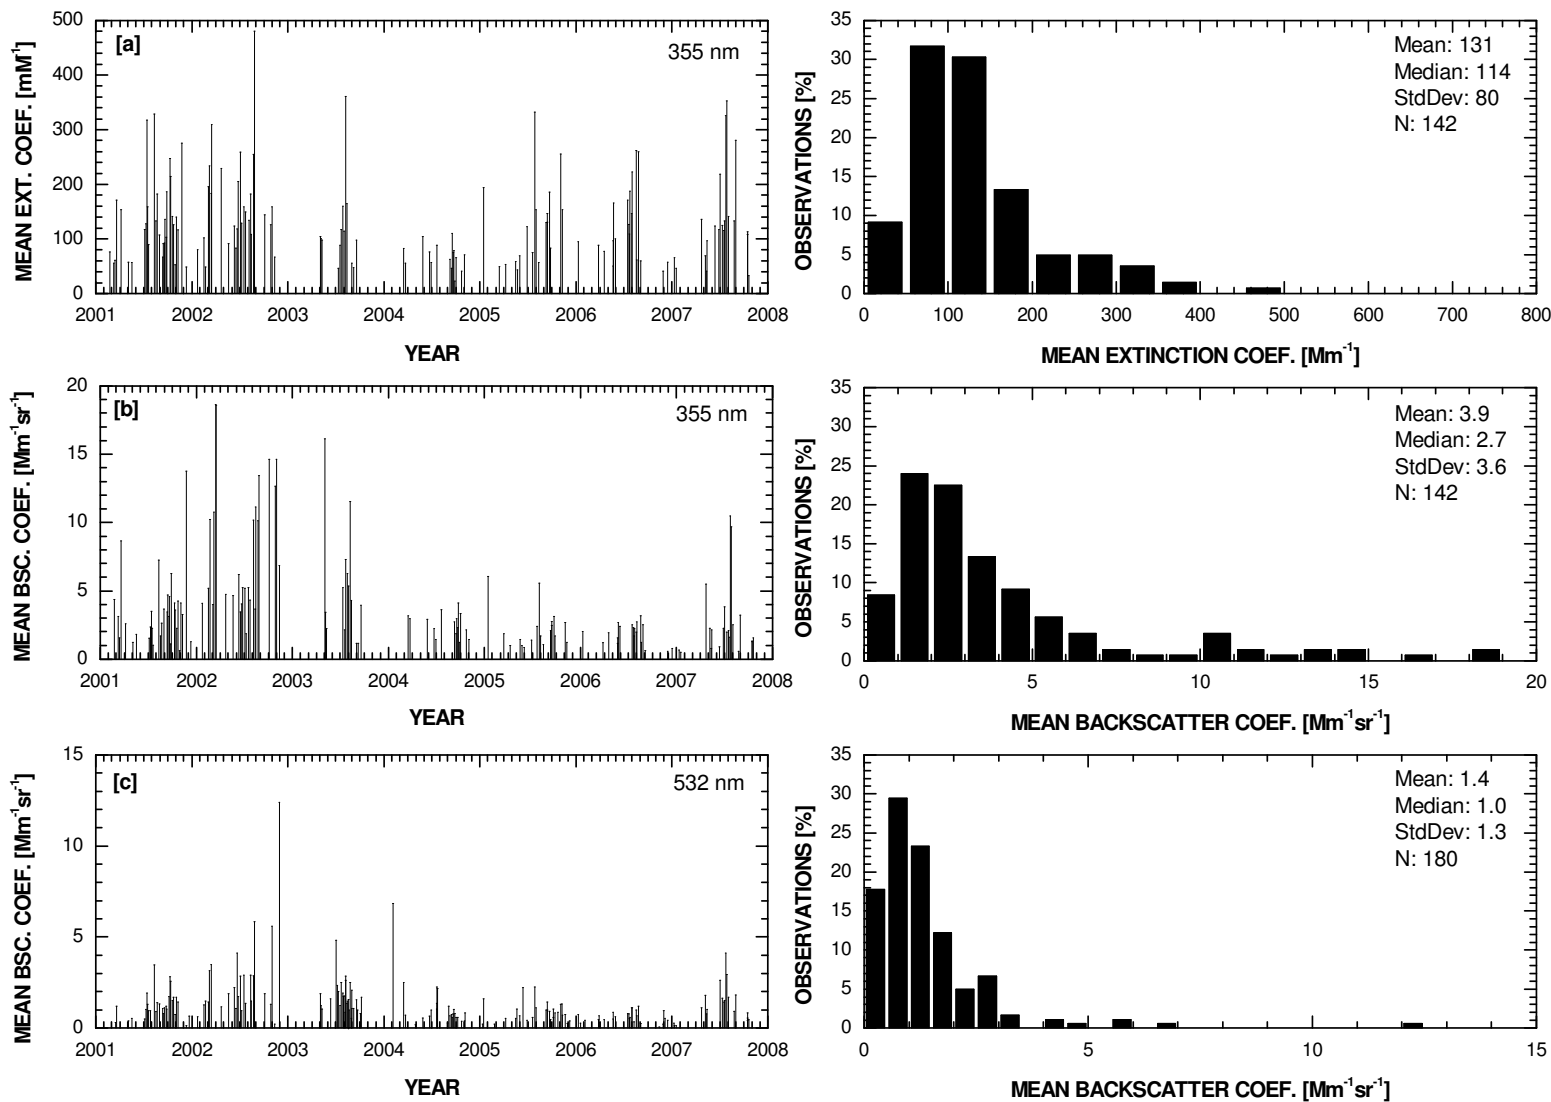 [a]
355 nm
MEAN EXT. COEF. [mM⁻¹]
500
400
300
200
100
0
2001 2002 2003 2004 2005 2006 2007 2008
YEAR
Mean: 131
Median: 114
StdDev: 80
N: 142
OBSERVATIONS [%]
35
30
25
20
15
10
5
0
0 100 200 300 400 500 600 700 800
MEAN EXTINCTION COEF. [Mm⁻¹]
[b]
355 nm
MEAN BSC. COEF. [Mm⁻¹sr⁻¹]
20
15
10
5
0
2001 2002 2003 2004 2005 2006 2007 2008
YEAR
Mean: 3.9
Median: 2.7
StdDev: 3.6
N: 142
OBSERVATIONS [%]
35
30
25
20
15
10
5
0
0 5 10 15 20
MEAN BACKSCATTER COEF. [Mm⁻¹sr⁻¹]
[c]
532 nm
MEAN BSC. COEF. [Mm⁻¹sr⁻¹]
15
10
5
0
2001 2002 2003 2004 2005 2006 2007 2008
YEAR
Mean: 1.4
Median: 1.0
StdDev: 1.3
N: 180
OBSERVATIONS [%]
35
30
25
20
15
10
5
0
0 5 10 15
MEAN BACKSCATTER COEF. [Mm⁻¹sr⁻¹]